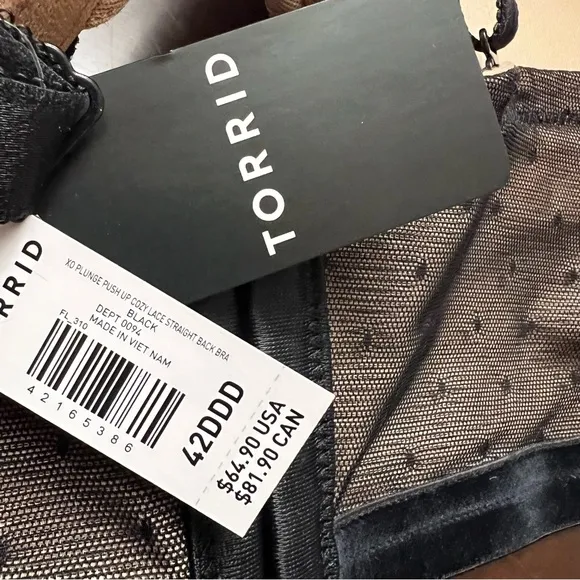 TORRID
TORRID
XO PLUNGE PUSH UP COZY LACE STRAIGHT BACK BRA
BLACK
DEPT 0094
MADE IN VIET NAM
FL 310
42165386
42DDD
$64.90 USA
$81.90 CAN